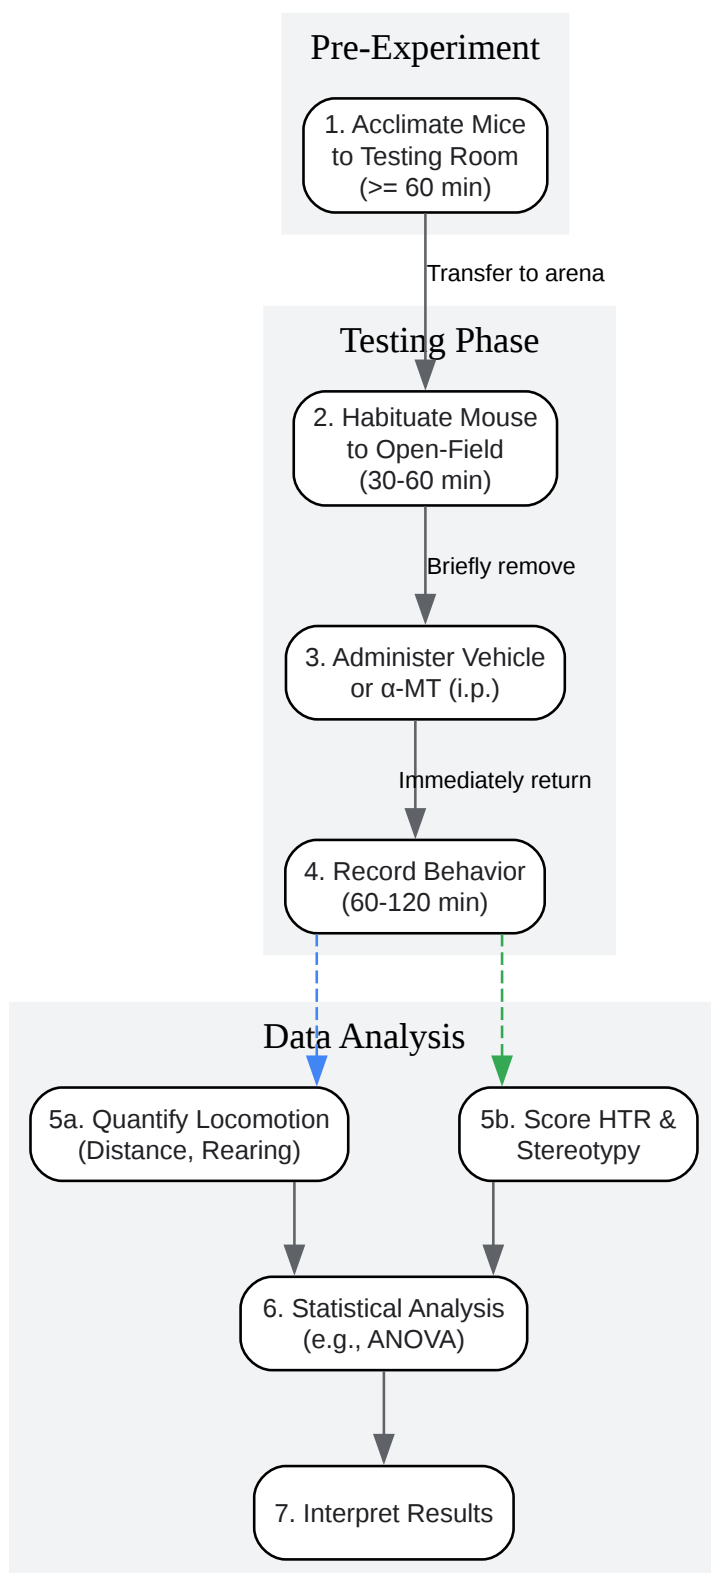 Pre-Experiment
1. Acclimate Mice
to Testing Room
(>= 60 min)
Transfer to arena
Testing Phase
2. Habituate Mouse
to Open-Field
(30-60 min)
Briefly remove
3. Administer Vehicle
or α-MT (i.p.)
Immediately return
4. Record Behavior
(60-120 min)
Data Analysis
5a. Quantify Locomotion
(Distance, Rearing)
5b. Score HTR &
Stereotypy
6. Statistical Analysis
(e.g., ANOVA)
7. Interpret Results